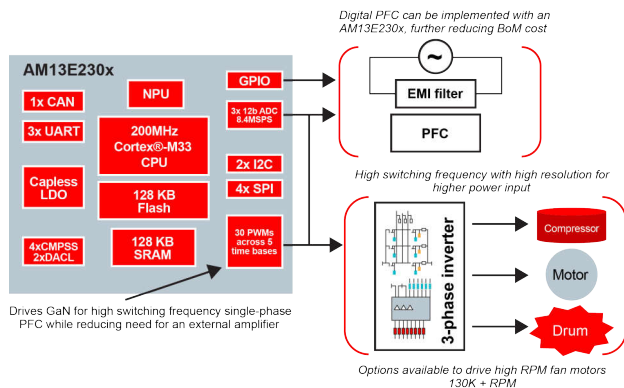 Digital PFC can be implemented with an
AM13E230x, further reducing BoM cost
AM13E230x
1x CAN
3x UART
Capless
LDO
4xCMPSS
2xDACL
NPU
200MHz
Cortex®-M33
CPU
128 KB
Flash
128 KB
SRAM
GPIO
3x 12b ADC
8.4MSPS
2x I2C
4x SPI
30 PWMs
across 5
time bases
~
EMI filter
PFC
High switching frequency with high resolution for
higher power input
3-phase inverter
Compressor
Motor
Drum
Drives GaN for high switching frequency single-phase
PFC while reducing need for an external amplifier
Options available to drive high RPM fan motors
130K + RPM